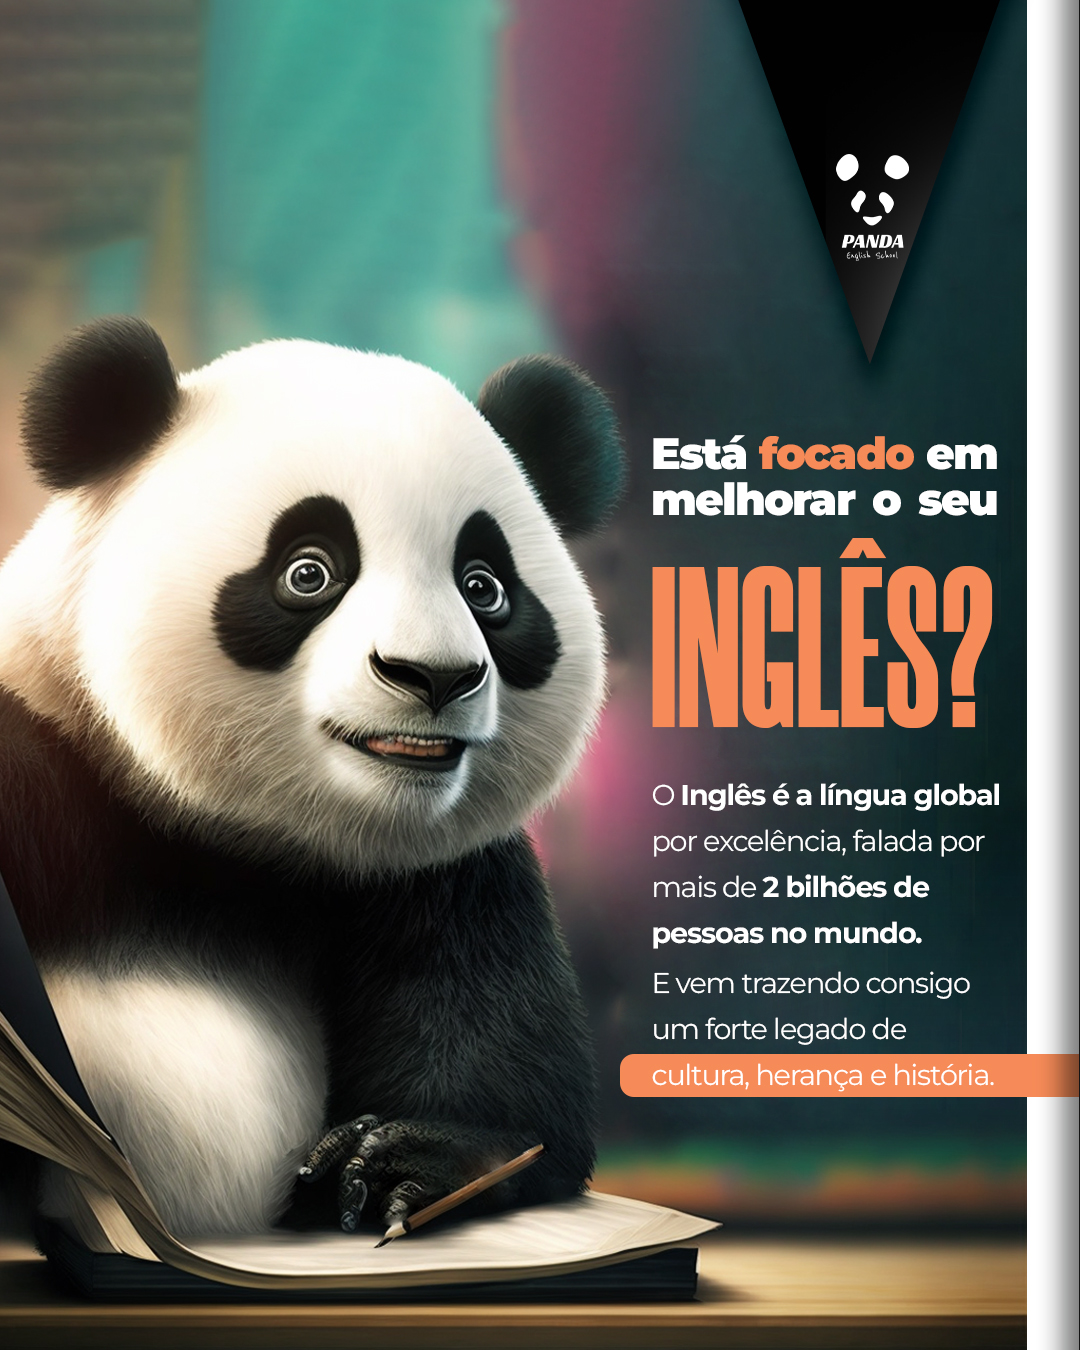 PANDA
English School
Está focado em
melhorar o seu
INGLÊS?
O Inglês é a língua global
por excelência, falada por
mais de 2 bilhões de
pessoas no mundo.
E vem trazendo consigo
um forte legado de
cultura, herança e história.